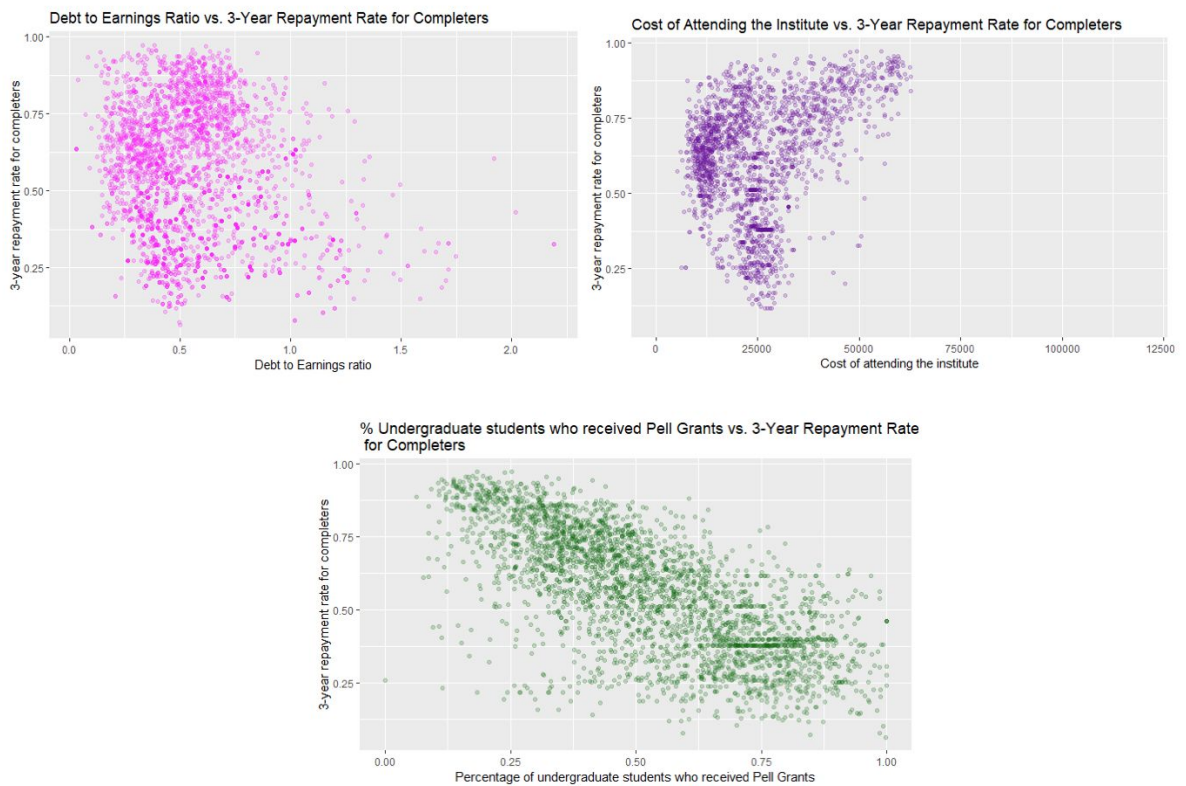 Debt to Earnings Ratio vs. 3-Year Repayment Rate for Completers
1.00
0.75
0.50
0.25
3-year repayment rate for completers
0.0
0.5
1.0
1.5
2.0
Debt to Earnings ratio
Cost of Attending the Institute vs. 3-Year Repayment Rate for Completers
1.00
0.75
0.50
0.25
3-year repayment rate for completers
0
25000
50000
75000
100000
12500
Cost of attending the institute
% Undergraduate students who received Pell Grants vs. 3-Year Repayment Rate
for Completers
1.00
0.75
0.50
0.25
3-year repayment rate for completers
0.00
0.25
0.50
0.75
1.00
Percentage of undergraduate students who received Pell Grants